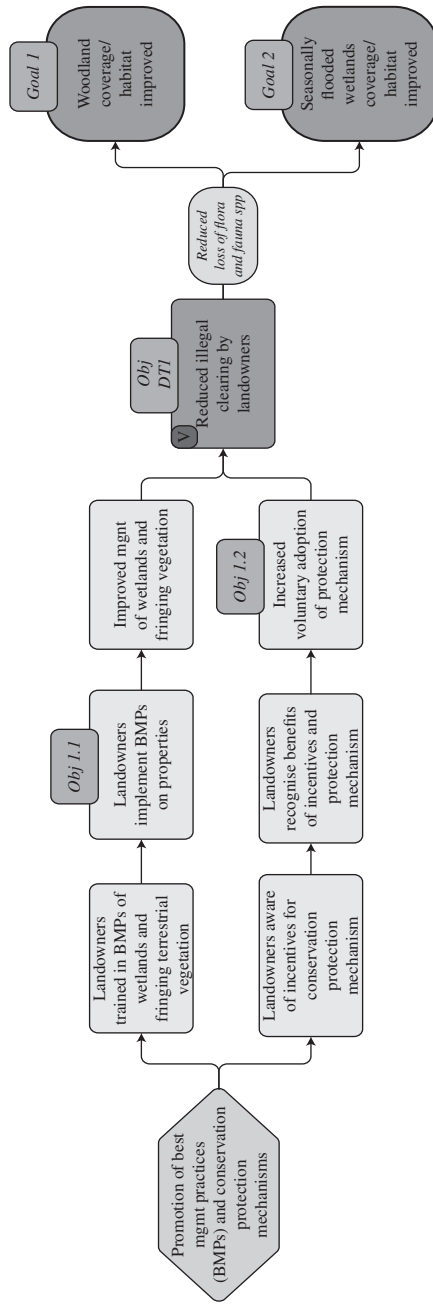 Promotion of best
mgmt practices
(BMPs) and conservation
protection
mechanisms
Landowners
trained in BMPs of
wetlands and
fringing terrestrial
vegetation
Obj 1.1
Landowners
implement BMPs
on properties
Improved mgnt
of wetlands and
fringing vegetation
Landowners aware
of incentives for
conservation
protection
mechanism
Landowners
recognise benefits
of incentives and
protection
mechanism
Obj 1.2
Increased
voluntary adoption
of protection
mechanism
Obj
DT1
V
Reduced illegal
clearing by
landowners
Reduced
loss of flora
and fauna spp
Goal 1
Woodland
coverage/
habitat
improved
Goal 2
Seasonally
flooded
wetlands
coverage/
habitat
improved